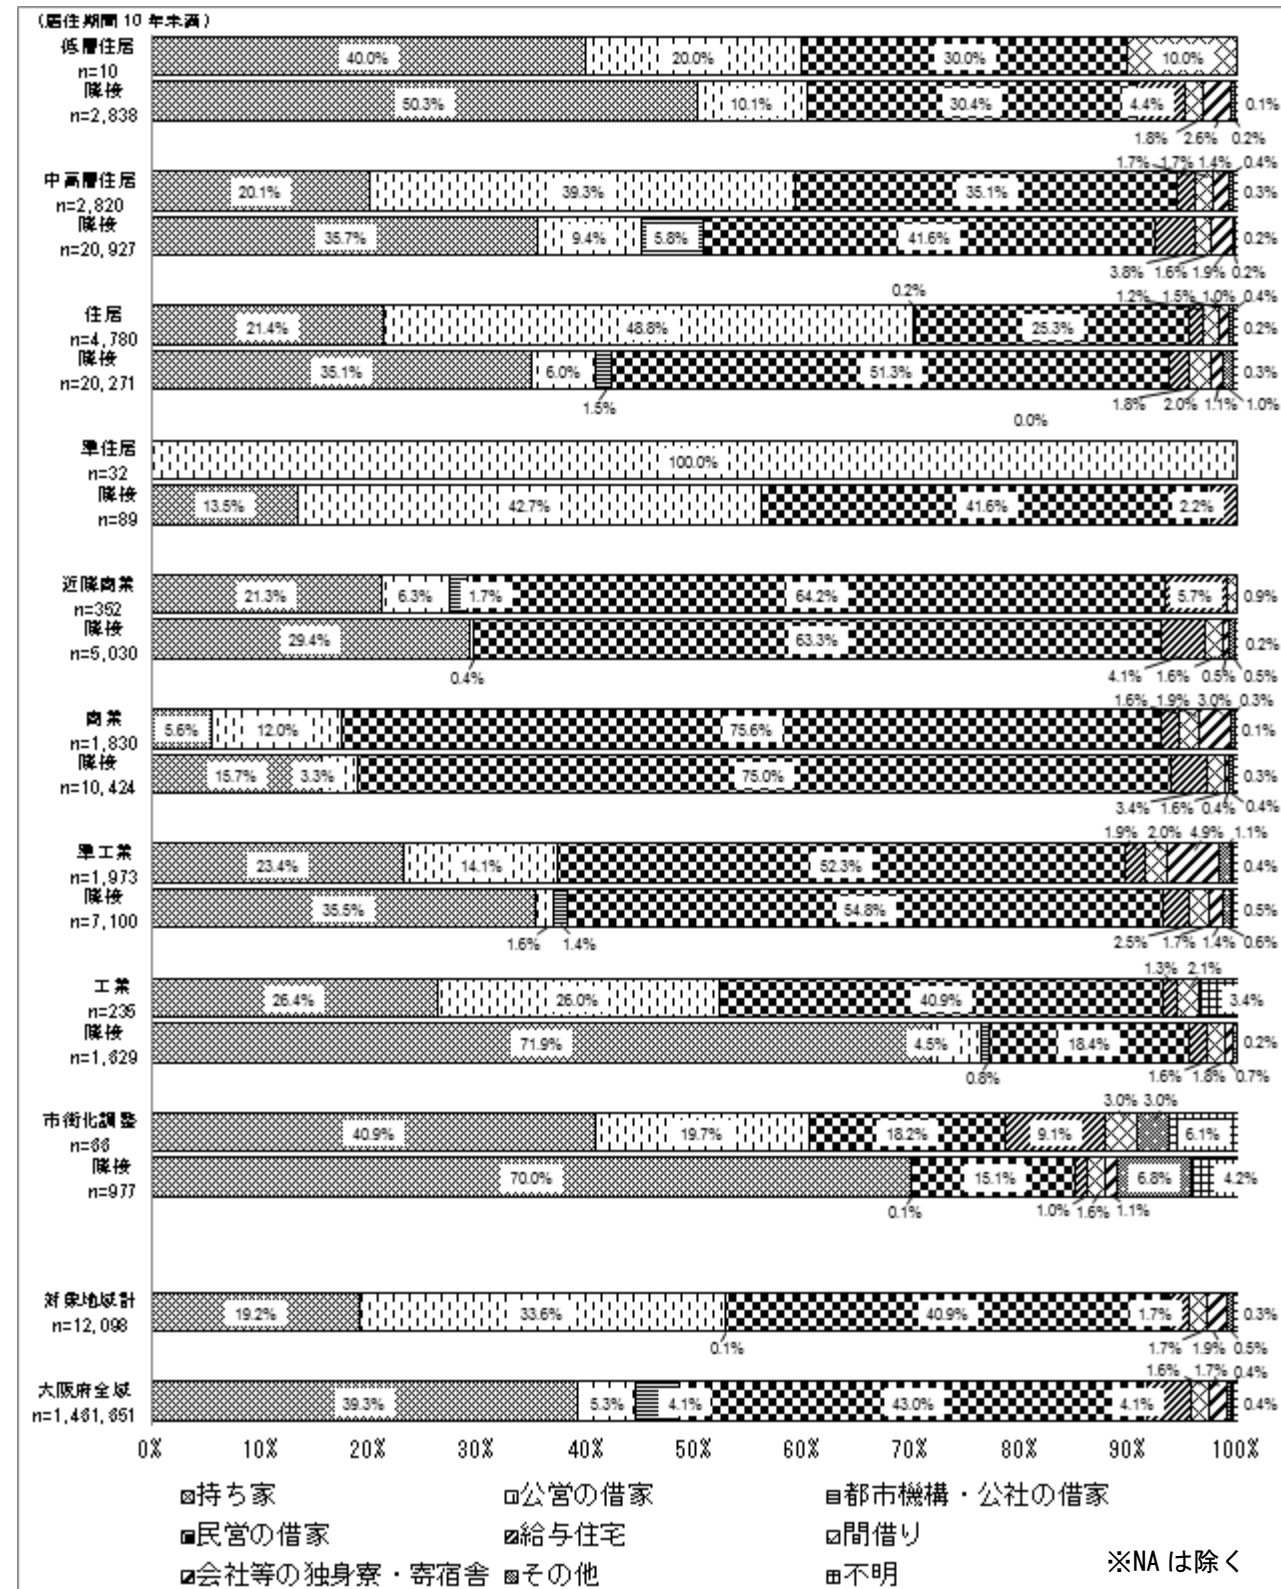 (居住期間10年未満)
低層住居
n=10
40.0% 20.0% 30.0% 10.0%
隣接
n=2,838
50.3% 10.1% 30.4% 4.4% 0.1%
1.8% 2.6% 0.2%
1.7% 1.7% 1.4% 0.4%
中高層住居
n=2,820
20.1% 39.3% 35.1% 0.3%
隣接
n=20,927
35.7% 9.4% 5.8% 41.6% 0.2%
3.8% 1.6% 1.9% 0.2%
0.2% 1.2% 1.5% 1.0% 0.4%
住居
n=4,780
21.4% 48.8% 25.3% 0.2%
隣接
n=20,271
35.1% 6.0% 51.3% 0.3%
1.5% 1.8% 2.0% 1.1% 1.0%
0.0%
準住居
n=32
100.0%
隣接
n=89
13.5% 42.7% 41.6% 2.2%
近隣商業
n=352
21.3% 6.3% 1.7% 64.2% 5.7% 0.9%
隣接
n=5,030
29.4% 63.3% 0.2%
0.4% 4.1% 1.6% 0.5% 0.5%
1.6% 1.9% 3.0% 0.3%
商業
n=1,830
5.6% 12.0% 75.6% 0.1%
隣接
n=10,424
15.7% 3.3% 75.0% 0.3%
3.4% 1.6% 0.4% 0.4%
1.9% 2.0% 4.9% 1.1%
準工業
n=1,973
23.4% 14.1% 52.3% 0.4%
隣接
n=7,100
35.5% 54.8% 0.5%
1.6% 1.4% 2.5% 1.7% 1.4% 0.6%
1.3% 2.1%
工業
n=235
26.4% 26.0% 40.9% 3.4%
隣接
n=1,629
71.9% 4.5% 18.4% 0.2%
0.8% 1.6% 1.8% 0.7%
3.0% 3.0%
市街化調整
n=66
40.9% 19.7% 18.2% 9.1% 6.1%
隣接
n=977
70.0% 15.1% 6.8% 4.2%
0.1% 1.0% 1.6% 1.1%
対象地域計
n=12,098
19.2% 33.6% 40.9% 1.7% 0.3%
0.1% 1.7% 1.9% 0.5%
1.6% 1.7% 0.4%
大阪府全域
n=1,461,651
39.3% 5.3% 4.1% 43.0% 4.1% 0.4%
0% 10% 20% 30% 40% 50% 60% 70% 80% 90% 100%
持ち家 公営の借家 都市機構・公社の借家
民営の借家 給与住宅 間借り
会社等の独身寮・寄宿舎 その他 不明
※NAは除く